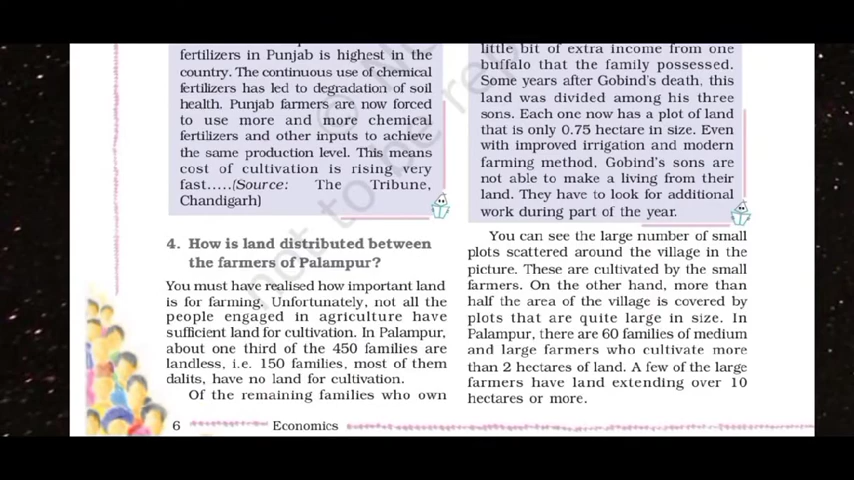 fertilizers in Punjab is highest in the
country. The continuous use of chemical
fertilizers has led to degradation of soil
health. Punjab farmers are now forced
to use more and more chemical
fertilizers and other inputs to achieve
the same production level. This means
cost of cultivation is rising very
fast.....(Source: The Tribune,
Chandigarh)
4. How is land distributed between
the farmers of Palampur?
You must have realised how important land
is for farming. Unfortunately, not all the
people engaged in agriculture have
sufficient land for cultivation. In Palampur,
about one third of the 450 families are
landless, i.e. 150 families, most of them
dalits, have no land for cultivation.
Of the remaining families who own
little bit of extra income from one
buffalo that the family possessed.
Some years after Gobind's death, this
land was divided among his three
sons. Each one now has a plot of land
that is only 0.75 hectare in size. Even
with improved irrigation and modern
farming method, Gobind's sons are
not able to make a living from their
land. They have to look for additional
work during part of the year.
You can see the large number of small
plots scattered around the village in the
picture. These are cultivated by the small
farmers. On the other hand, more than
half the area of the village is covered by
plots that are quite large in size. In
Palampur, there are 60 families of medium
and large farmers who cultivate more
than 2 hectares of land. A few of the large
farmers have land extending over 10
hectares or more.
6 Economics
not to be re